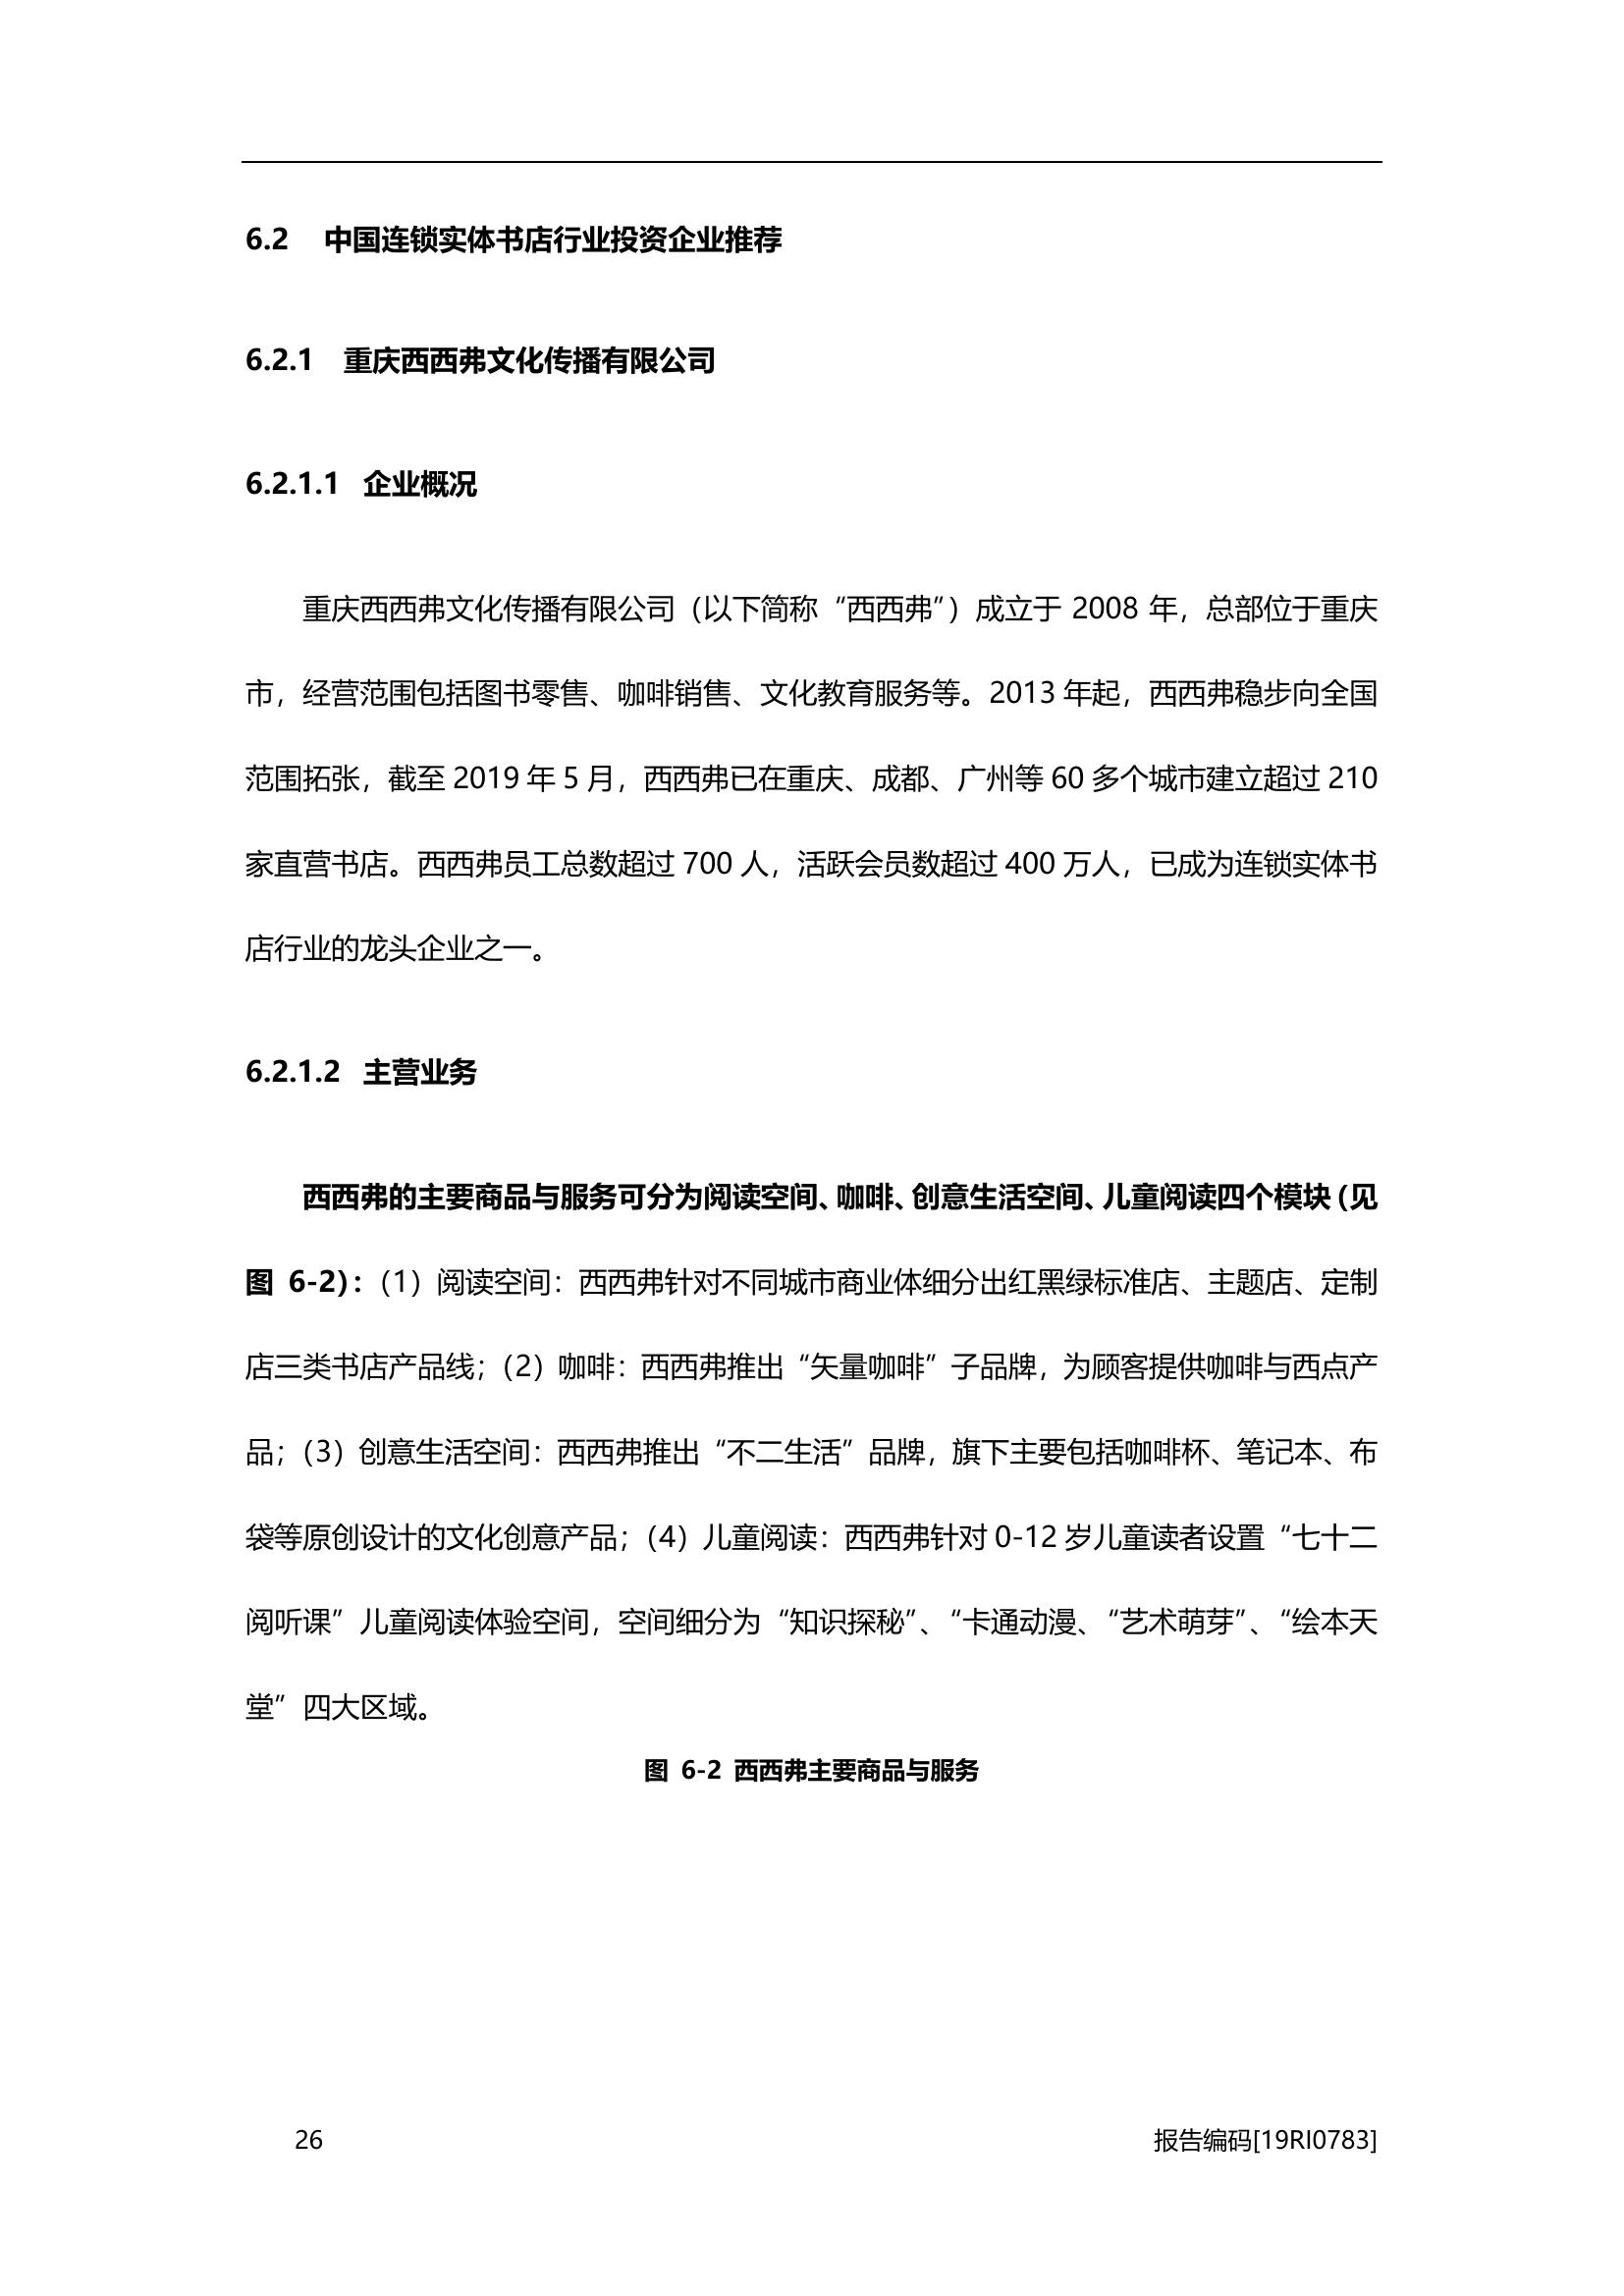 6.2 中国连锁实体书店行业投资企业推荐
6.2.1 重庆西西弗文化传播有限公司
6.2.1.1 企业概况
重庆西西弗文化传播有限公司（以下简称“西西弗”）成立于 2008 年，总部位于重庆
市，经营范围包括图书零售、咖啡销售、文化教育服务等。2013 年起，西西弗稳步向全国
范围拓张，截至 2019 年 5 月，西西弗已在重庆、成都、广州等 60 多个城市建立超过 210
家直营书店。西西弗员工总数超过 700 人，活跃会员数超过 400 万人，已成为连锁实体书
店行业的龙头企业之一。
6.2.1.2 主营业务
西西弗的主要商品与服务可分为阅读空间、咖啡、创意生活空间、儿童阅读四个模块（见
图 6-2）：（1）阅读空间：西西弗针对不同城市商业体细分出红黑绿标准店、主题店、定制
店三类书店产品线；（2）咖啡：西西弗推出“矢量咖啡”子品牌，为顾客提供咖啡与西点产
品；（3）创意生活空间：西西弗推出“不二生活”品牌，旗下主要包括咖啡杯、笔记本、布
袋等原创设计的文化创意产品；（4）儿童阅读：西西弗针对 0-12 岁儿童读者设置“七十二
阅听课”儿童阅读体验空间，空间细分为“知识探秘”、“卡通动漫、“艺术萌芽”、“绘本天
堂”四大区域。
图 6-2 西西弗主要商品与服务
26 报告编码[19RI0783]